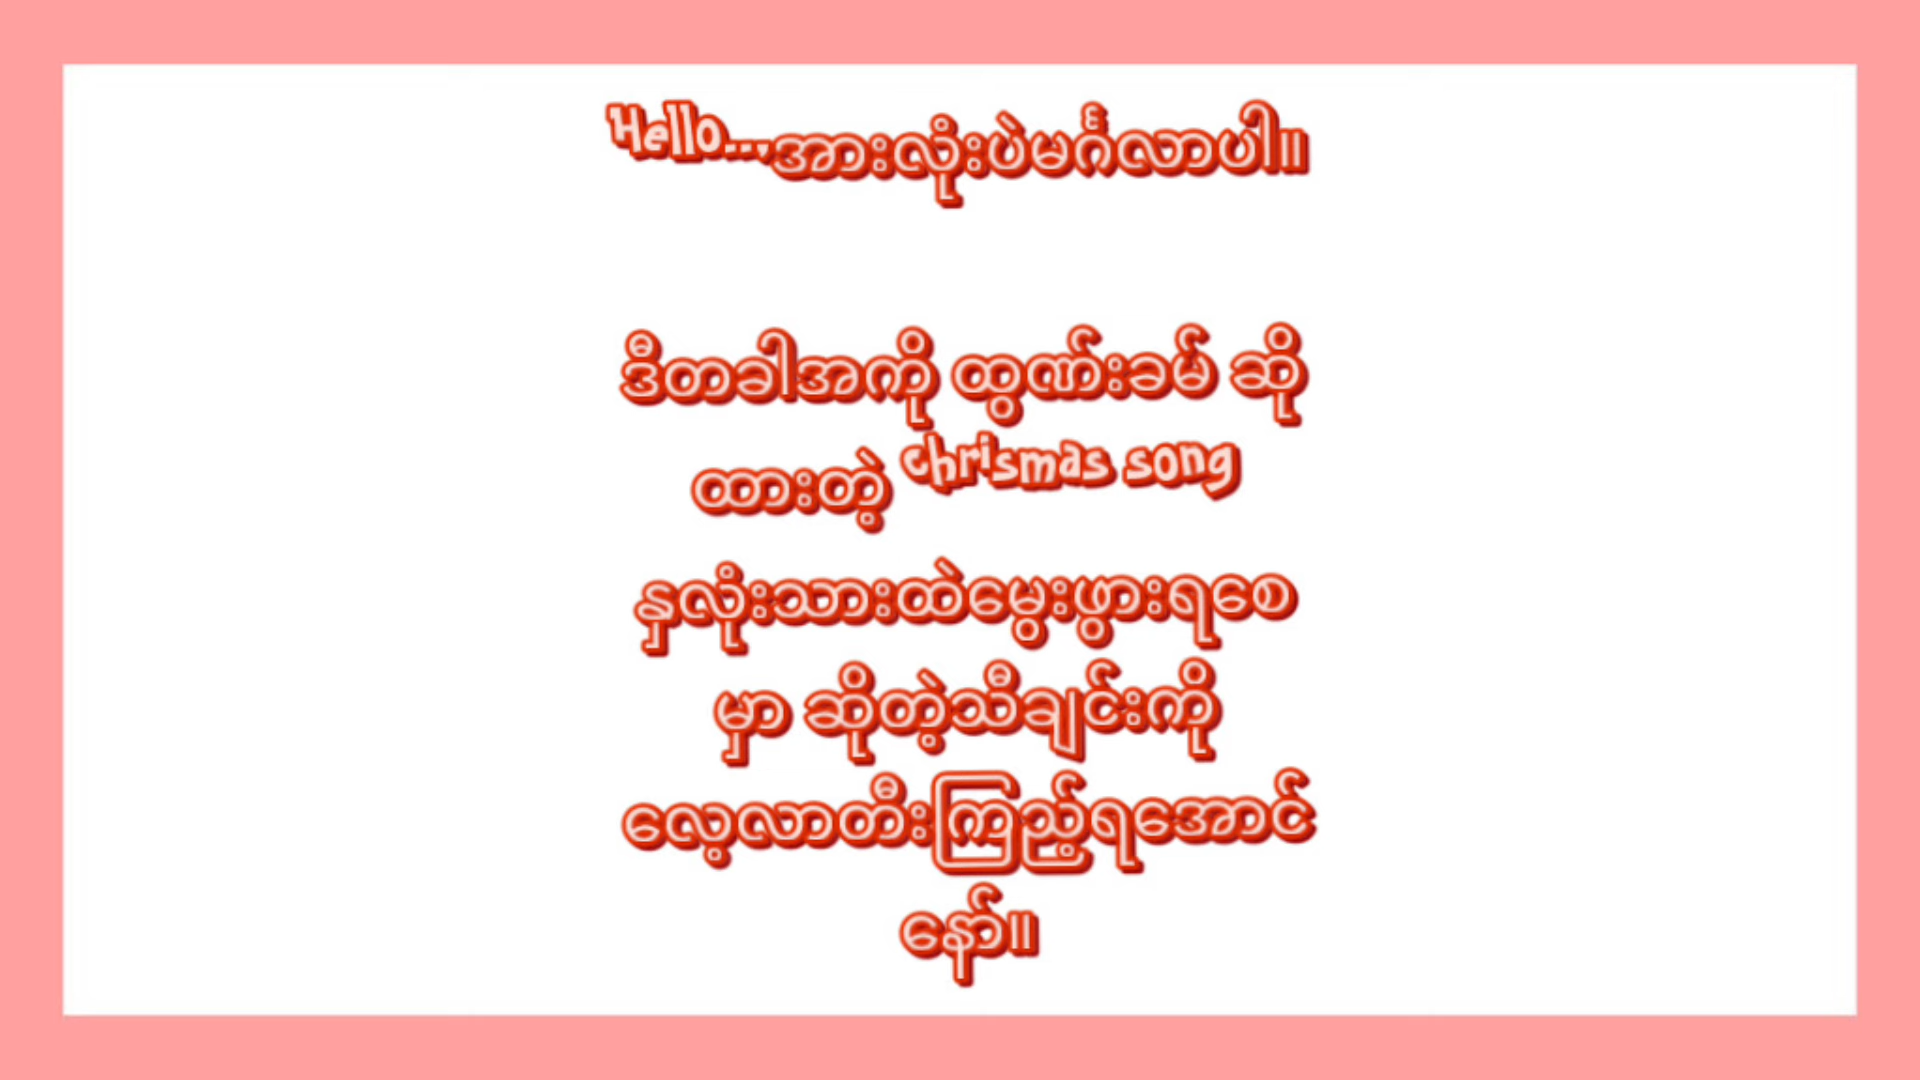 Hello...အားလုံးပဲမင်္ဂလာပါ။
ဒီတခါအကို ထွဏ်းခမ် ဆို
ထားတဲ့ chrismas song
နှလုံးသားထဲမွေးဖွားရစေ
မှာ ဆိုတဲ့သီချင်းကို
လေ့လာတီးကြည့်ရအောင်
နော်။